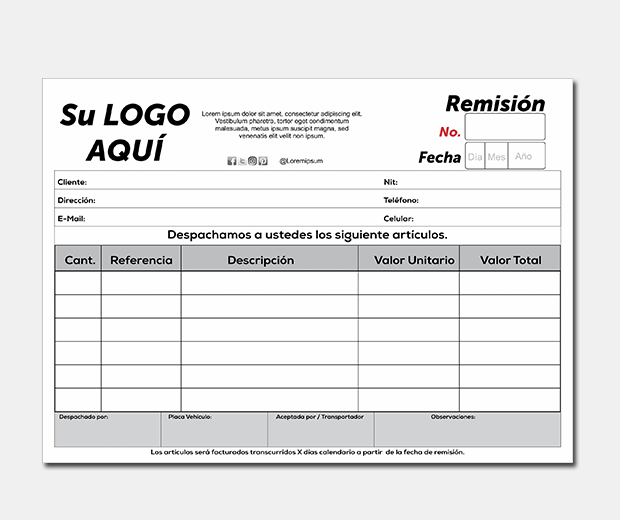 Su LOGO
AQUÍ
Lorem ipsum dolor sit amet, consectetur adipiscing elit.
Vestibulum pharetra, tortor eget condimentum
malesuada, metus ipsum suscipit magna, sed
venenatis elit velit non ipsum.
@Loremipsum
Remisión
No.
Fecha Día Mes Año
Cliente: Nit:
Dirección: Teléfono:
E-Mail: Celular:
Despachamos a ustedes los siguiente artículos.
Cant. Referencia Descripción Valor Unitario Valor Total
Despachado por: Placa Vehículo: Aceptada por / Transportador Observaciones:
Los artículos será facturados transcurridos X días calendario a partir de la fecha de remisión.